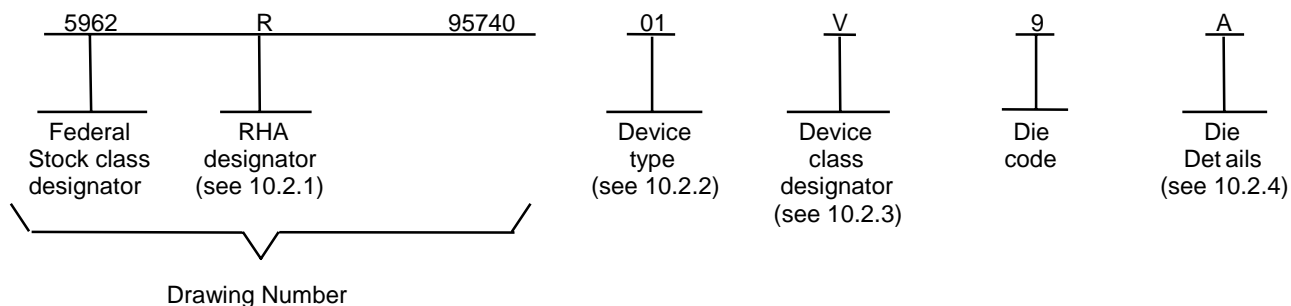 5962 R 95740 01 V 9 A
Federal Stock class designator
RHA designator (see 10.2.1)
Device type (see 10.2.2)
Device class designator (see 10.2.3)
Die code
Die Det ails (see 10.2.4)
Drawing Number